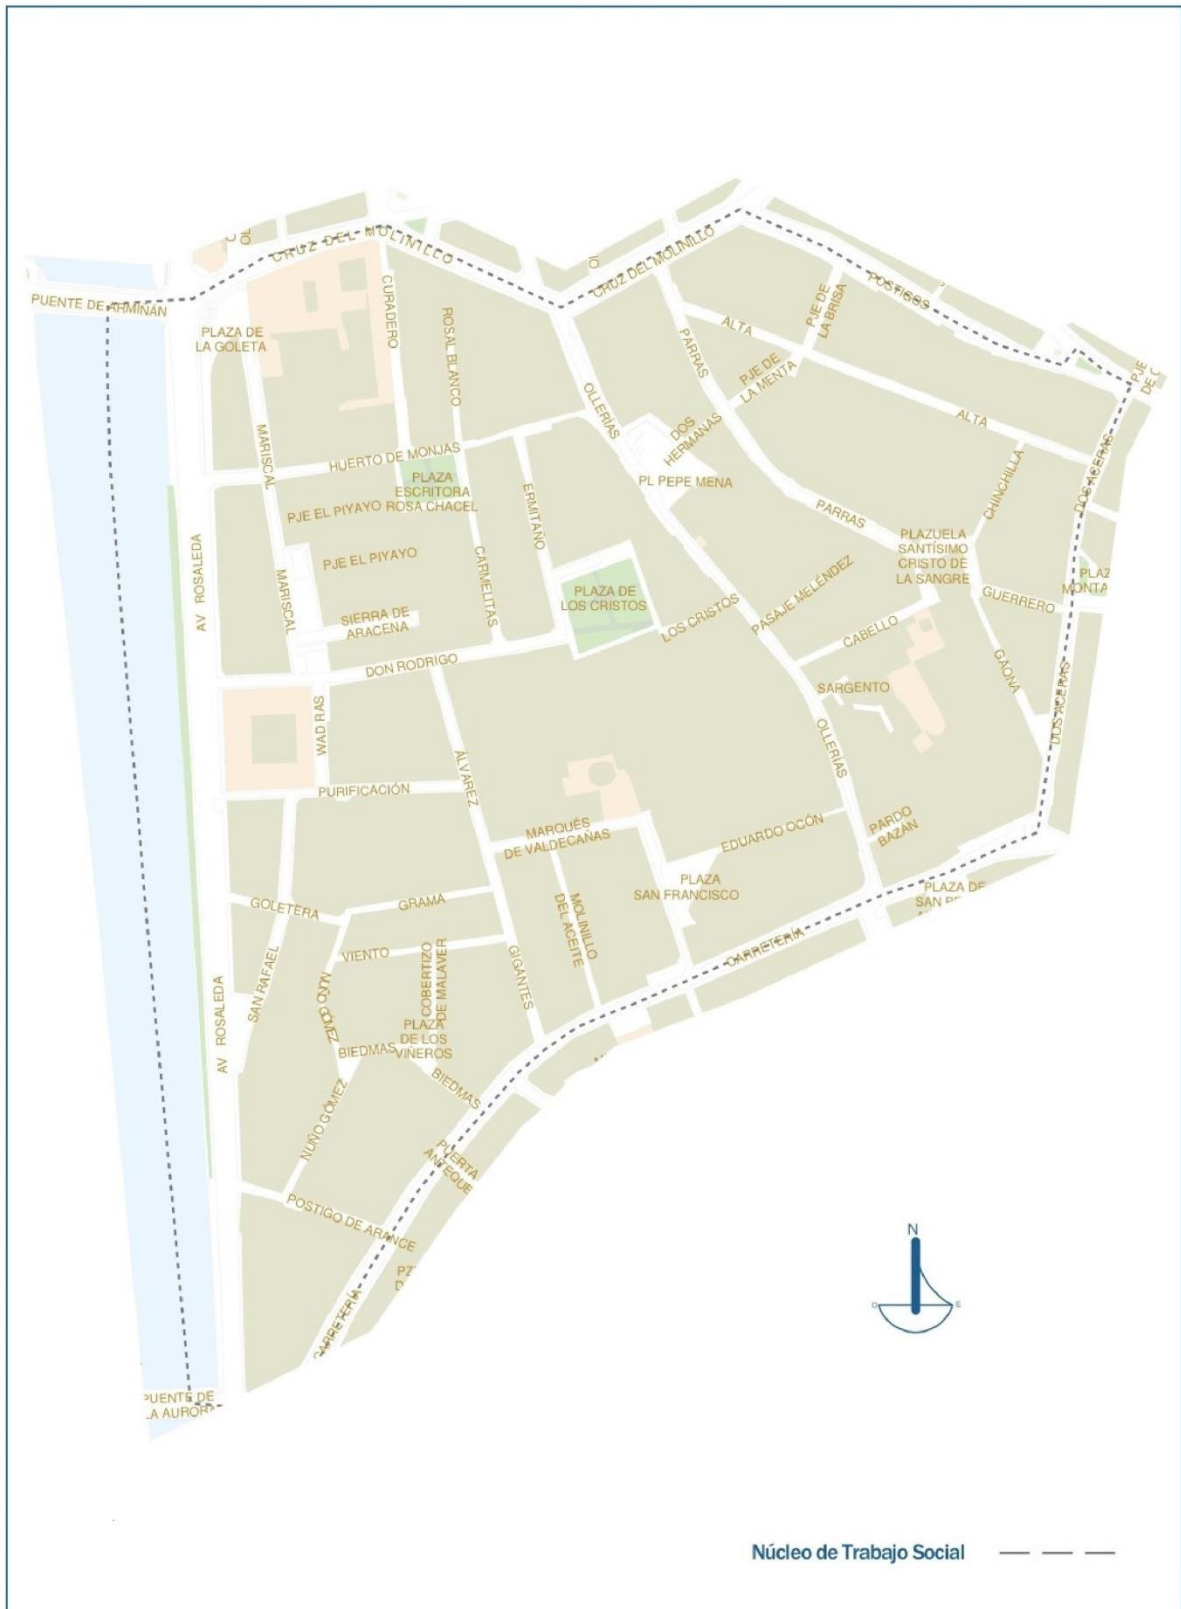 CRUZ DEL MOLINILLO
CRUZ DEL MOLINILLO
POSTIGOS
PUENTE DE ARMIÑÁN
PLAZA DE
LA GOLETA
CURADERO
ROSAL BLANCO
PARRAS
ALTA
PJE DE
LA BRISA
PJE DE
LA MENTA
PJE
ALTA
OLLERÍAS
DOS
HERMANAS
MARISCAL
HUERTO DE MONJAS
PLAZA
ESCRITORA
ROSA CHACEL
PJE EL PIYAYO
PJE EL PIYAYO
ERMITAÑO
PL PEPE MENA
PARRAS
CHINCHILLA
DOS ACERAS
PLAZUELA
SANTÍSIMO
CRISTO DE
LA SANGRE
AV ROSALEDA
MARISCAL
SIERRA DE
ARACENA
CARMELITAS
PLAZA DE
LOS CRISTOS
LOS CRISTOS
PASAJE MELÉNDEZ
GUERRERO
CABELLO
DON RODRIGO
SARGENTO
GAONA
DOS ACERAS
WAD RAS
ÁLVAREZ
OLLERÍAS
PURIFICACIÓN
MARQUÉS
DE VALDECAÑAS
EDUARDO OCÓN
PARDO
BAZÁN
PLAZA
SAN FRANCISCO
PLAZA DE
GOLETERA
GRAMA
MOLINILLO
DEL ACEITE
CARRETERÍA
SAN RAFAEL
VIENTO
COBERTIZO
DE MALAVER
GIGANTES
NUÑO GÓMEZ
AV ROSALEDA
PLAZA
DE LOS
VIÑEROS
BIEDMAS
BIEDMAS
NUÑO GÓMEZ
PUERTA
ANTEQUE
POSTIGO DE ARANCE
CARRETERÍA
PUENTE DE
LA AURORA
N
O
E
Núcleo de Trabajo Social